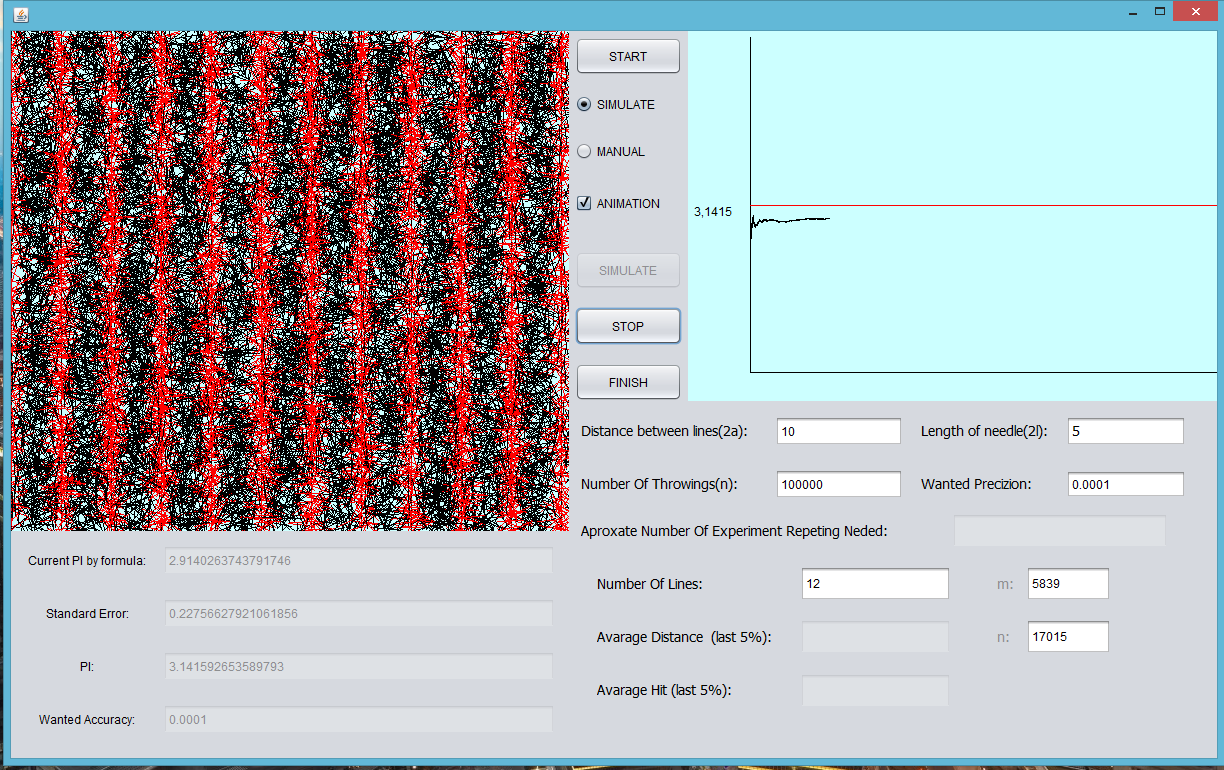 START
SIMULATE
MANUAL
ANIMATION
SIMULATE
STOP
FINISH
3,1415
Distance between lines(2a): 10 Length of needle(2l): 5
Number Of Throwings(n): 100000 Wanted Precizion: 0.0001
Aproxate Number Of Experiment Repeting Neded:
Current PI by formula: 2.9140263743791746
Number Of Lines: 12 m: 5839
Standard Error: 0.22756627921061856
Avarage Distance (last 5%): n: 17015
PI: 3.141592653589793
Avarage Hit (last 5%):
Wanted Accuracy: 0.0001